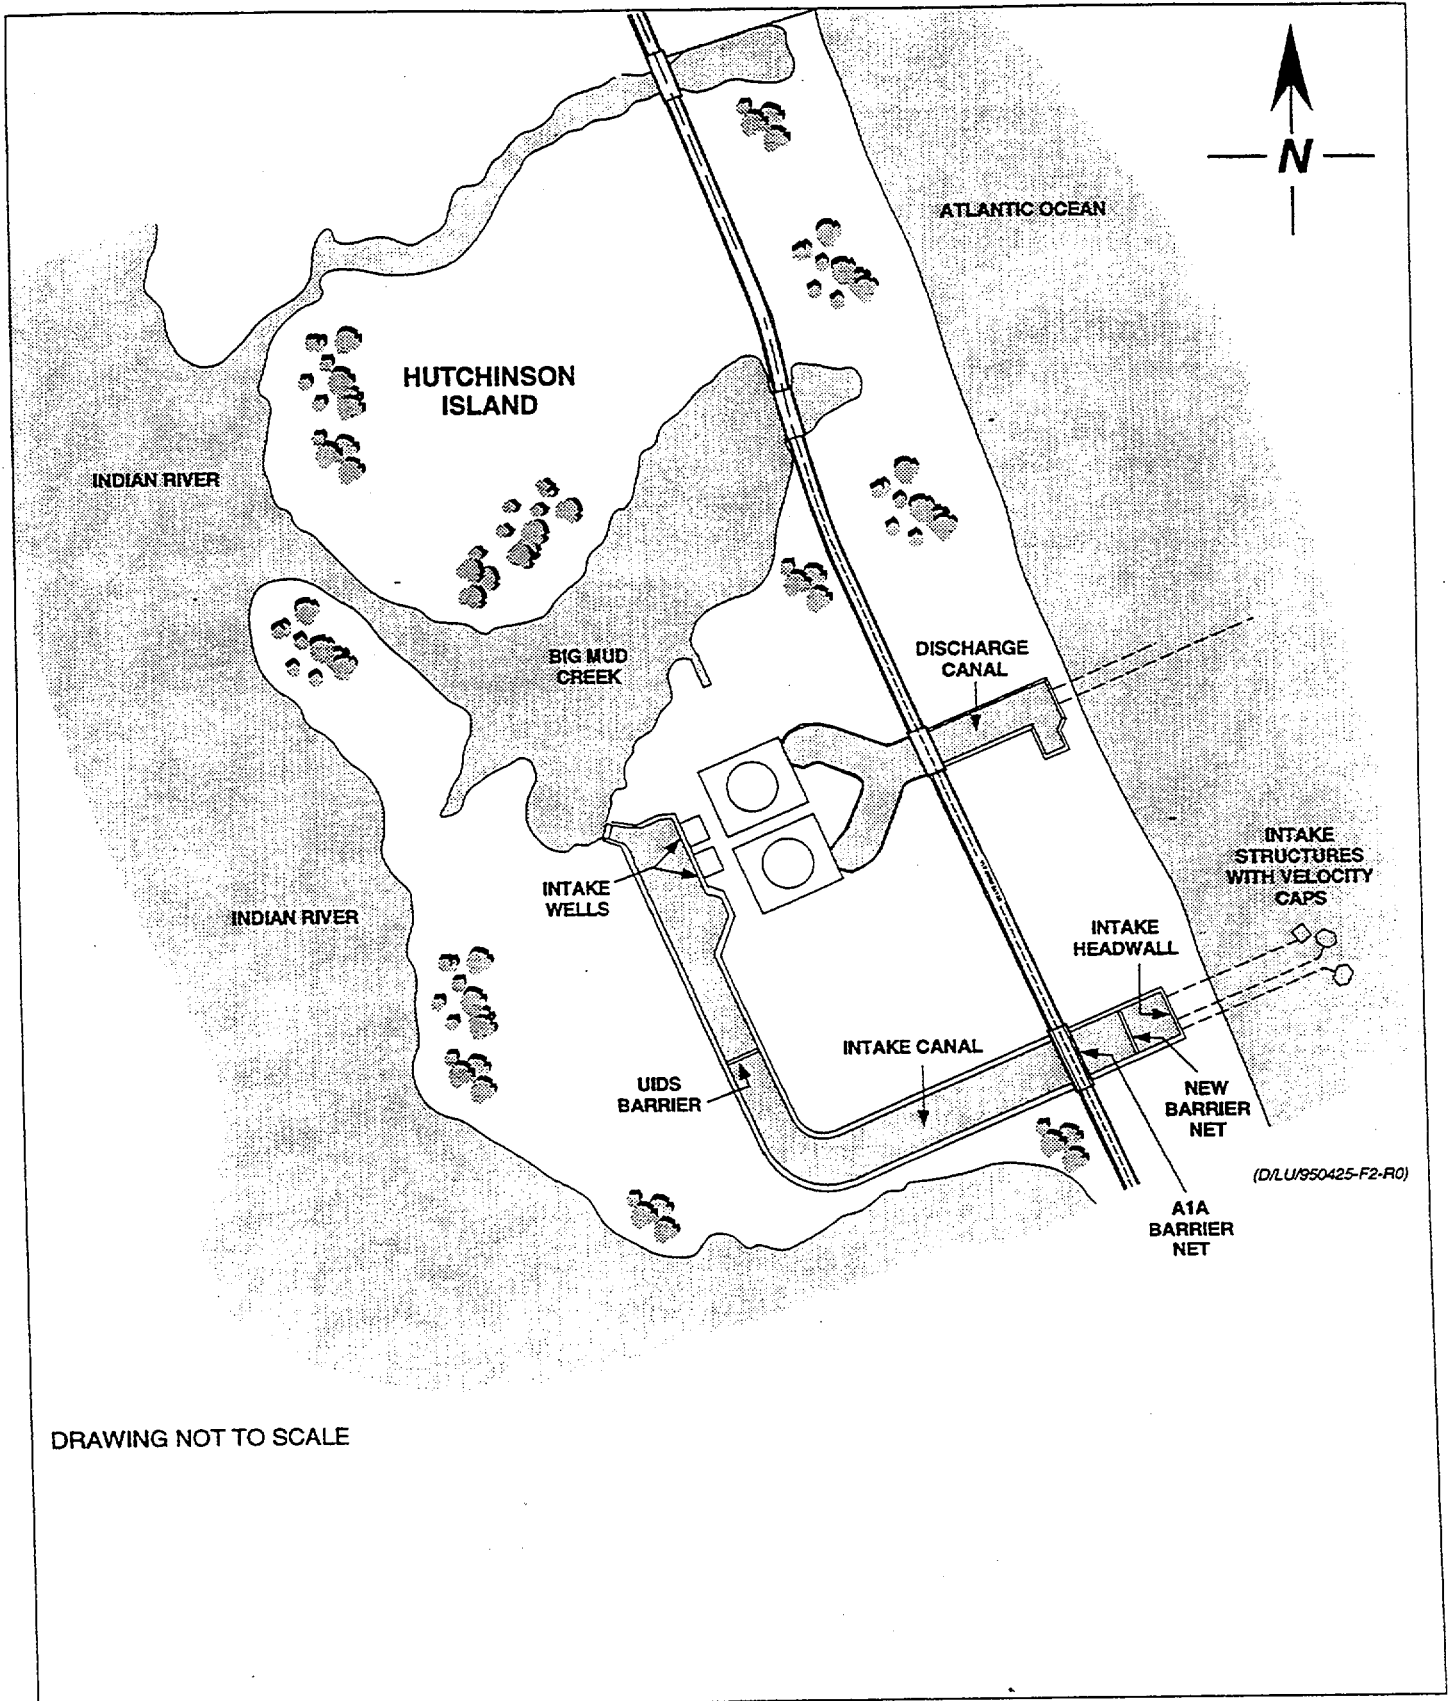 N
ATLANTIC OCEAN
HUTCHINSON
ISLAND
INDIAN RIVER
BIG MUD
CREEK
DISCHARGE
CANAL
INTAKE
STRUCTURES
WITH VELOCITY
CAPS
INTAKE
WELLS
INDIAN RIVER
INTAKE
HEADWALL
INTAKE CANAL
UIDS
BARRIER
NEW
BARRIER
NET
(D/LU/950425-F2-R0)
A1A
BARRIER
NET
DRAWING NOT TO SCALE